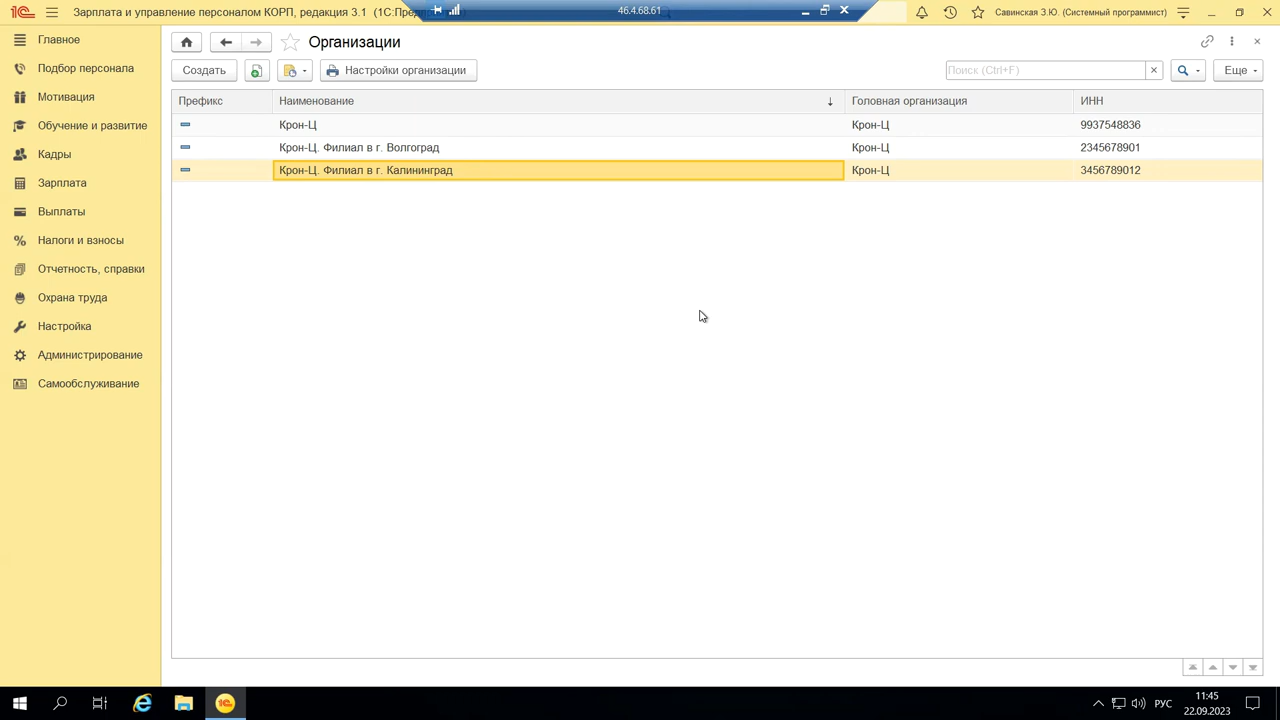 Зарплата и управление персоналом КОРП, редакция 3.1 (1С:Пред
46.4.68.61
Савинская З.Ю. (Системный программист)
Главное
Подбор персонала
Мотивация
Обучение и развитие
Кадры
Зарплата
Выплаты
Налоги и взносы
Отчетность, справки
Охрана труда
Настройка
Администрирование
Самообслуживание
Организации
Создать
Настройки организации
Поиск (Ctrl+F)
Еще
Префикс Наименование Головная организация ИНН
Крон-Ц Крон-Ц 9937548836
Крон-Ц. Филиал в г. Волгоград Крон-Ц 2345678901
Крон-Ц. Филиал в г. Калининград Крон-Ц 3456789012
РУС
11:45
22.09.2023